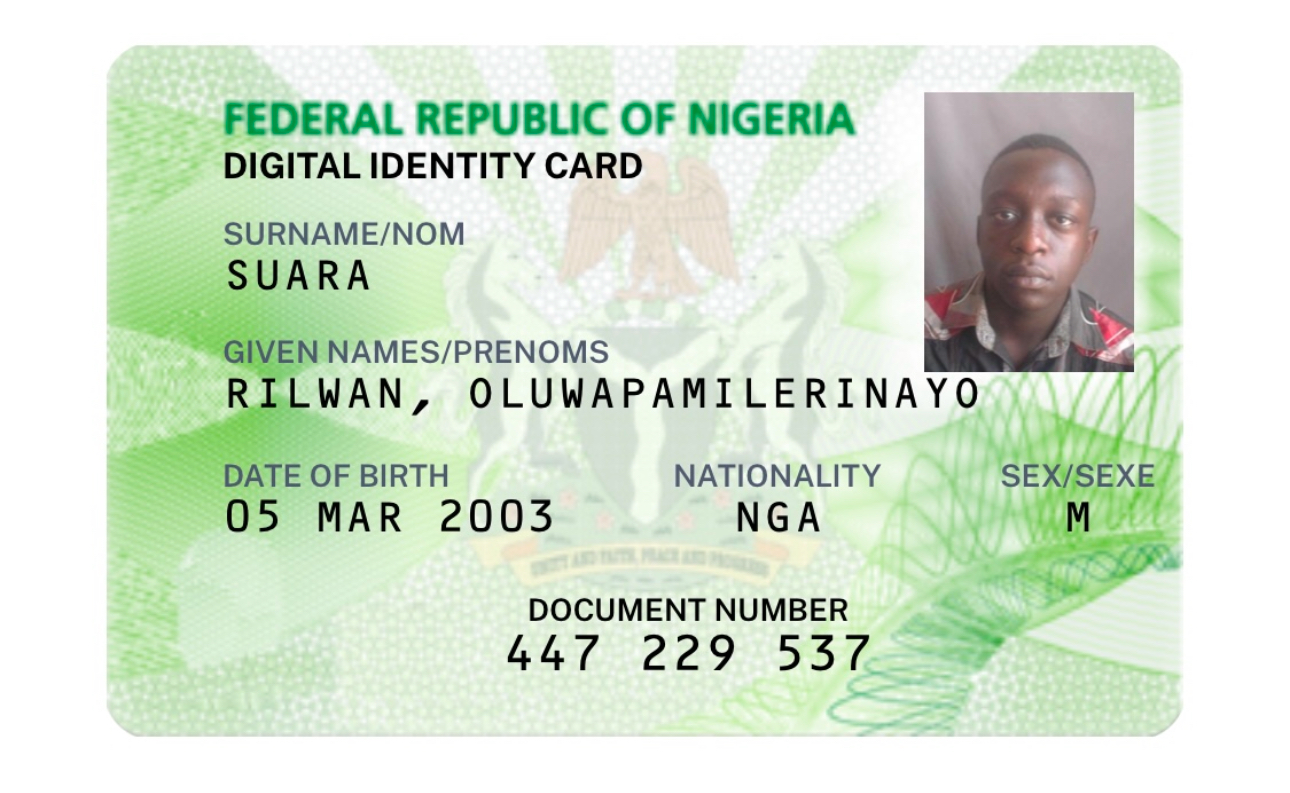 FEDERAL REPUBLIC OF NIGERIA
DIGITAL IDENTITY CARD
SURNAME/NOM
SUARA
GIVEN NAMES/PRENOMS
RILWAN, OLUWAPAMILERINAYO
DATE OF BIRTH NATIONALITY SEX/SEXE
05 MAR 2003 NGA M
UNITY AND FAITH, PEACE AND PROGRESS
DOCUMENT NUMBER
447 229 537